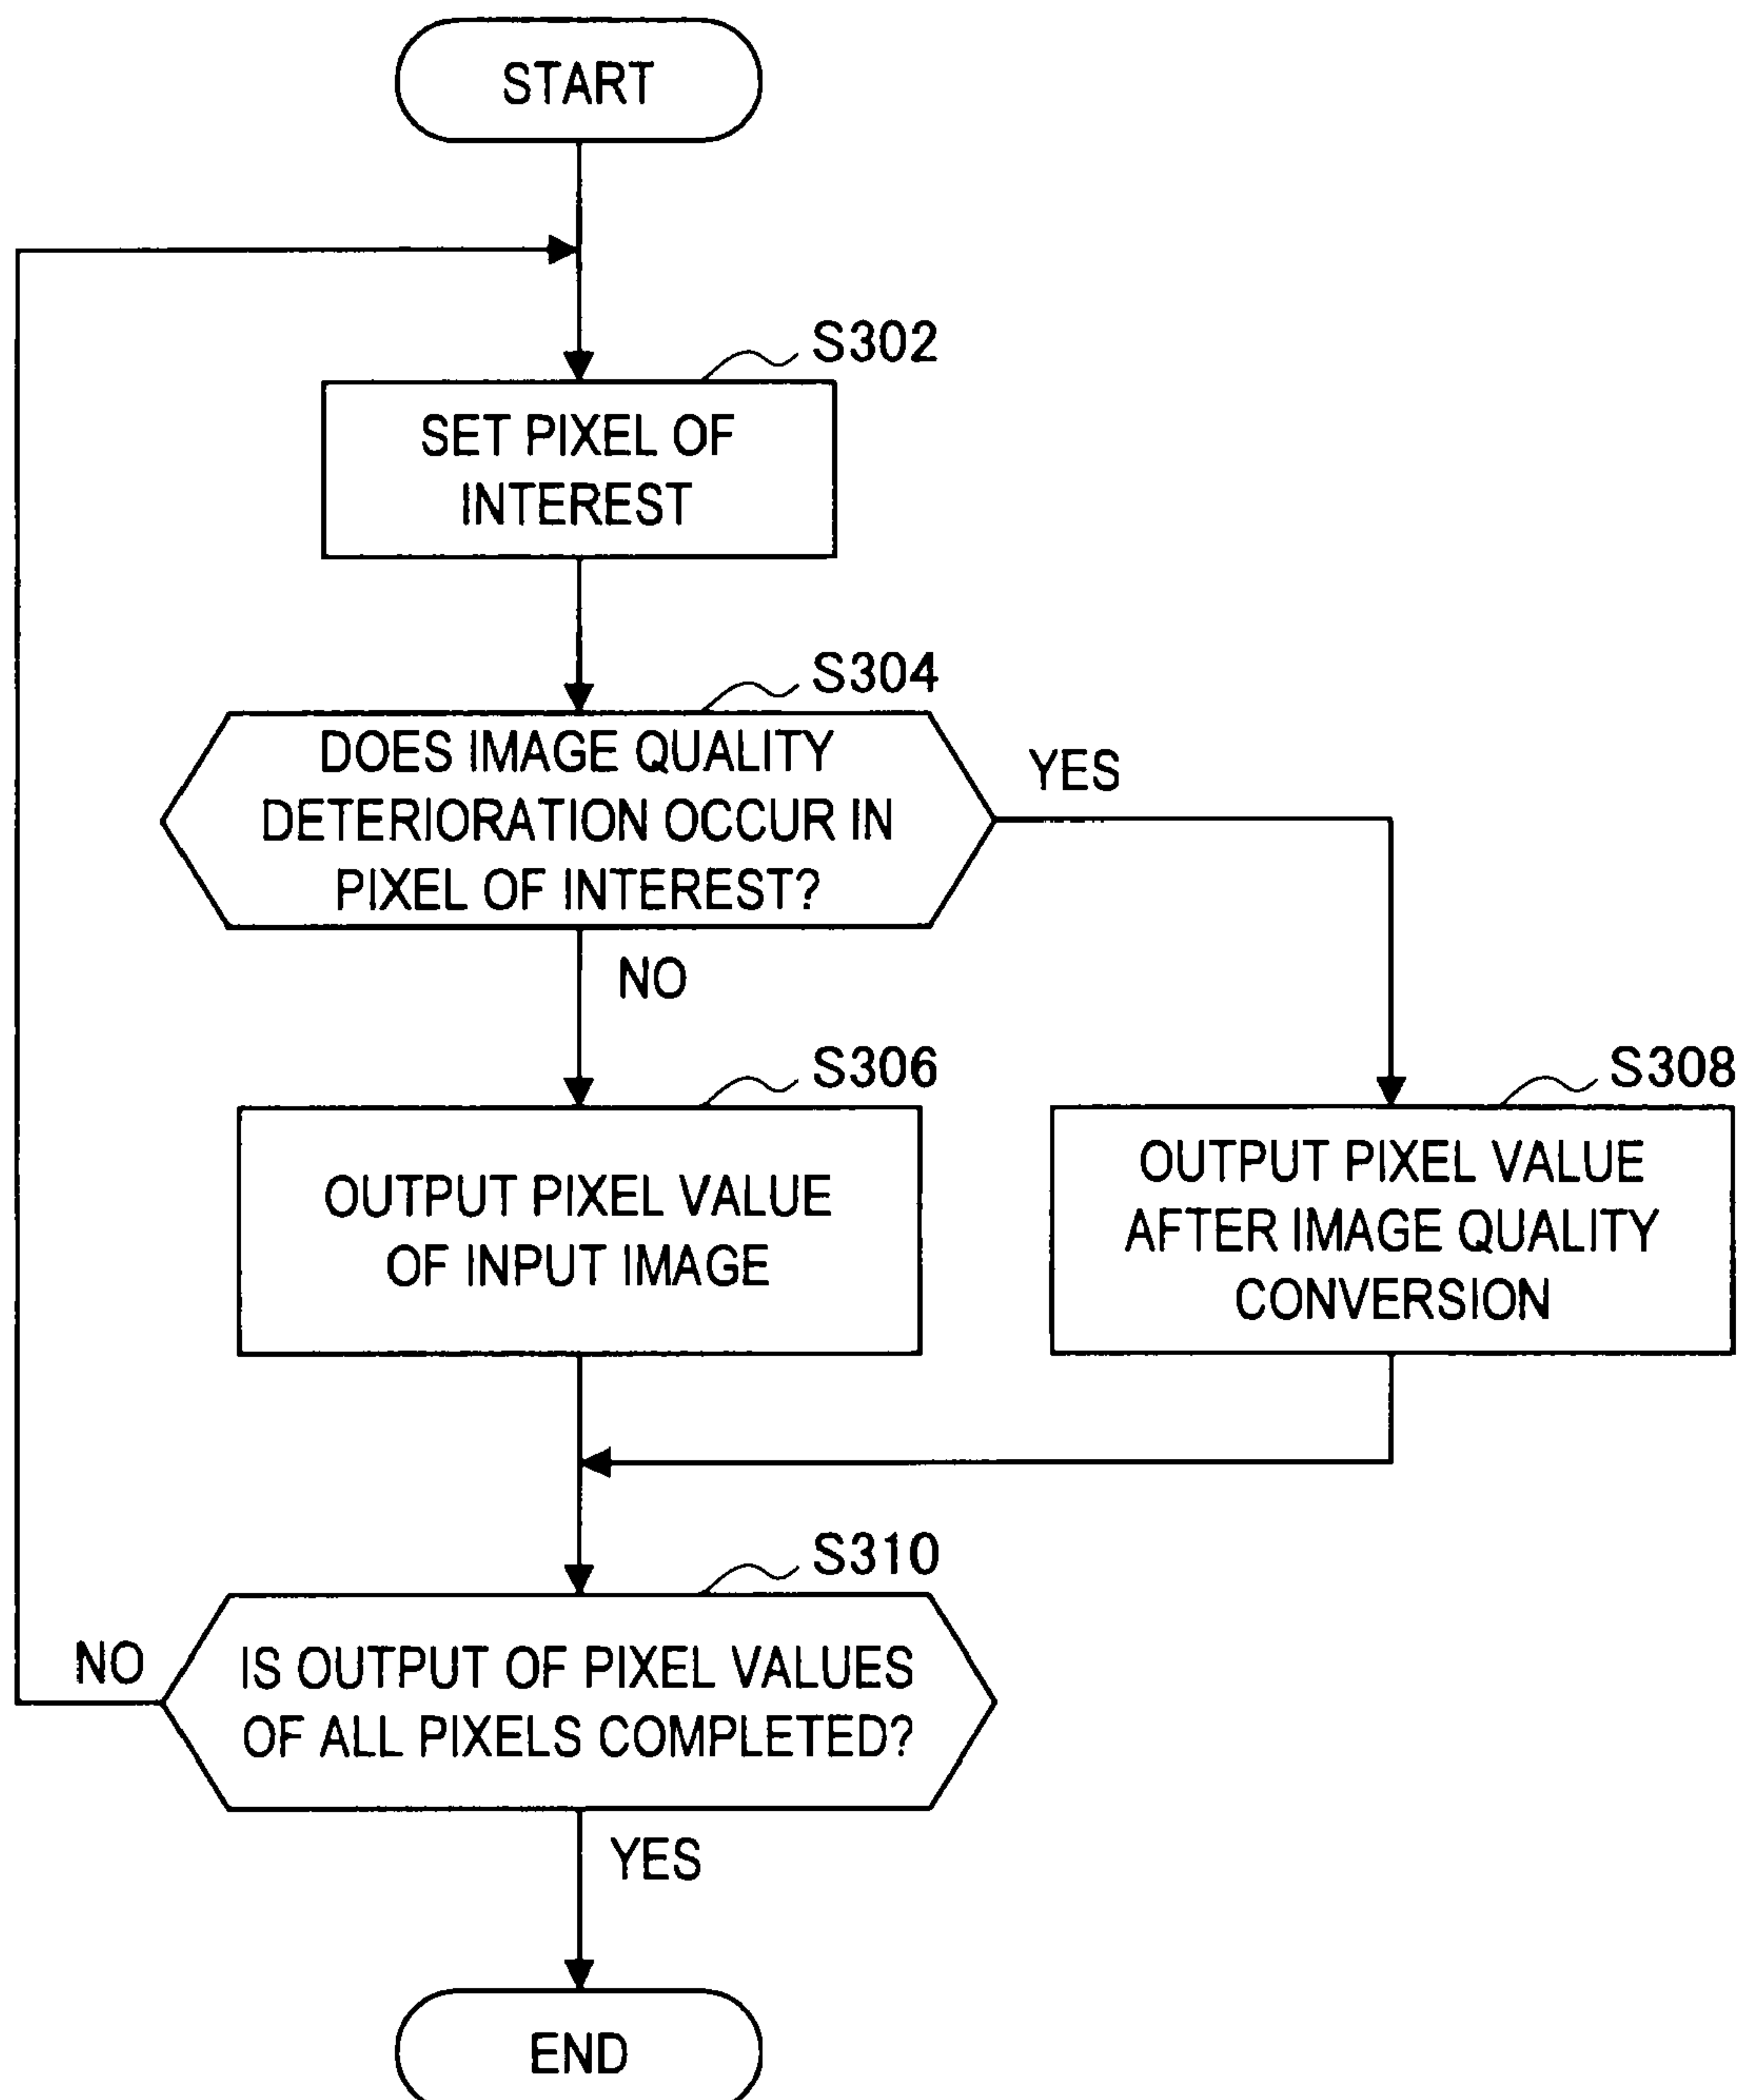 START
S302
SET PIXEL OF
INTEREST
S304
DOES IMAGE QUALITY
DETERIORATION OCCUR IN
PIXEL OF INTEREST?
YES
NO
S306
OUTPUT PIXEL VALUE
OF INPUT IMAGE
S308
OUTPUT PIXEL VALUE
AFTER IMAGE QUALITY
CONVERSION
S310
IS OUTPUT OF PIXEL VALUES
OF ALL PIXELS COMPLETED?
NO
YES
END